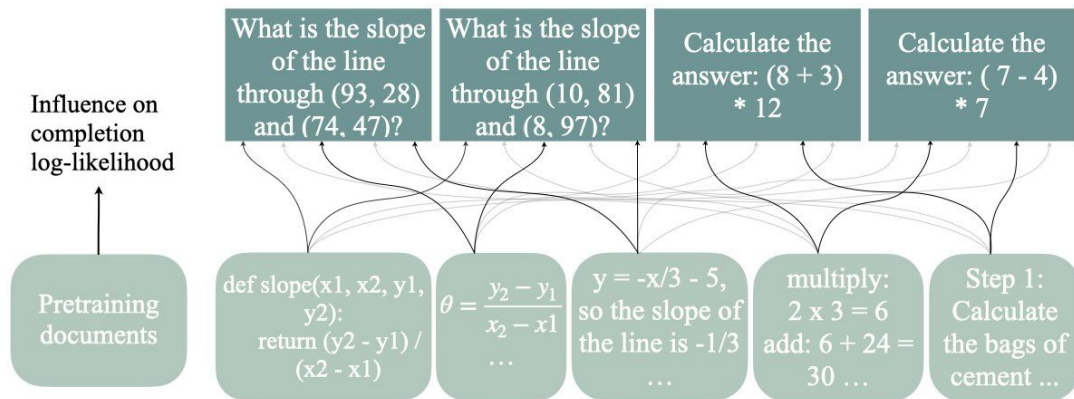 What is the slope
of the line
through (93, 28)
and (74, 47)?
What is the slope
of the line
through (10, 81)
and (8, 97)?
Calculate the
answer: (8 + 3)
* 12
Calculate the
answer: ( 7 - 4)
* 7
Influence on
completion
log-likelihood
Pretraining
documents
def slope(x1, x2, y1,
y2):
return (y2 - y1) /
(x2 - x1)
θ = (y₂ − y₁) / (x₂ − x1)
…
y = -x/3 - 5,
so the slope of
the line is -1/3
…
multiply:
2 x 3 = 6
add: 6 + 24 =
30 …
Step 1:
Calculate
the bags of
cement ...